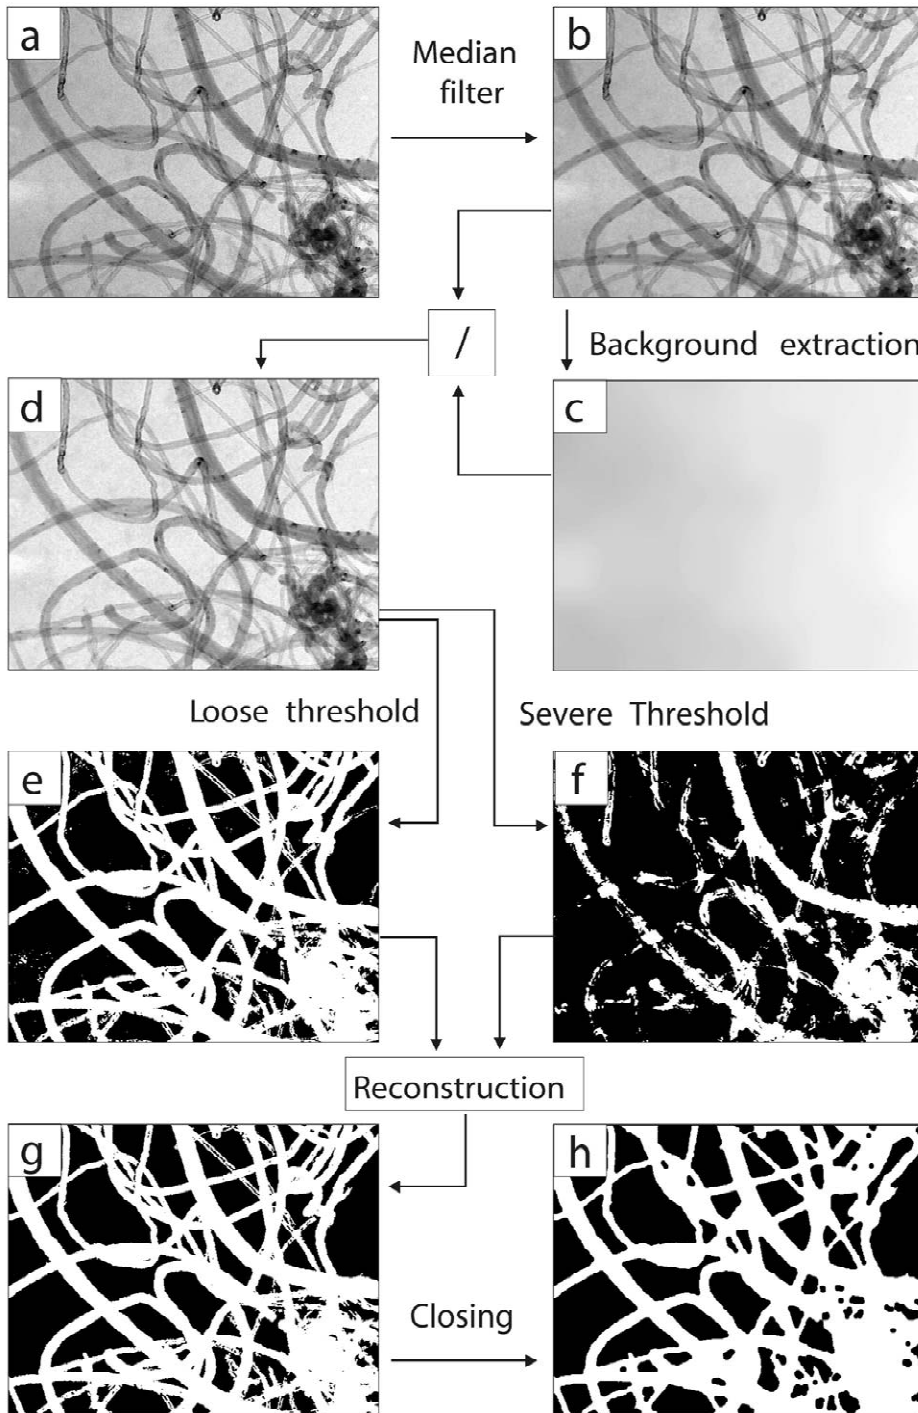 a
Median
filter
b
/
Background extraction
d
c
Loose threshold
Severe Threshold
e
f
Reconstruction
g
h
Closing